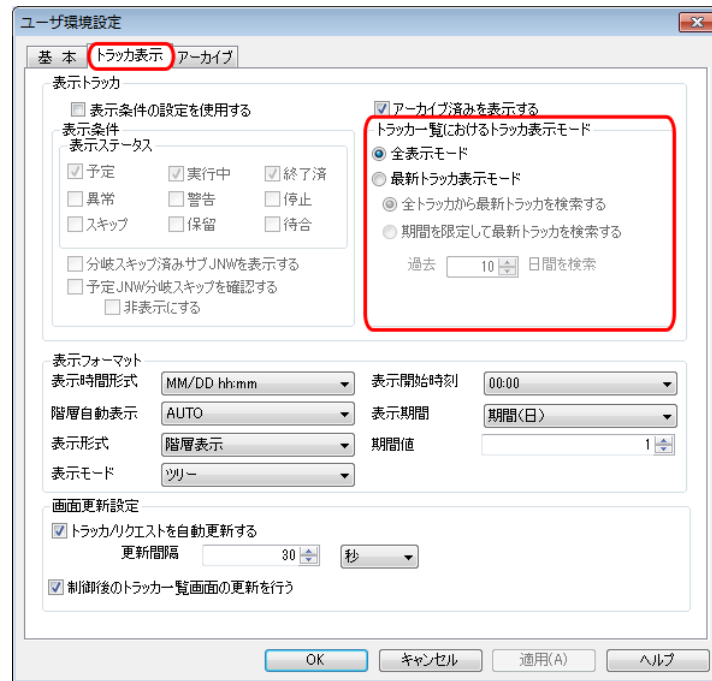 ユーザ環境設定
基 本 トラッカ表示 アーカイブ
表示トラッカ
表示条件の設定を使用する
アーカイブ済みを表示する
表示条件
表示ステータス
予定 実行中 終了済
異常 警告 停止
スキップ 保留 待合
分岐スキップ済みサブJNWを表示する
予定JNW分岐スキップを確認する
非表示にする
トラッカ一覧におけるトラッカ表示モード
全表示モード
最新トラッカ表示モード
全トラッカから最新トラッカを検索する
期間を限定して最新トラッカを検索する
過去 10 日間を検索
表示フォーマット
表示時間形式 MM/DD hh:mm 表示開始時刻 00:00
階層自動表示 AUTO 表示期間 期間(日)
表示形式 階層表示 期間値 1
表示モード ツリー
画面更新設定
トラッカ/リクエストを自動更新する
更新間隔 30 秒
制御後のトラッカ一覧画面の更新を行う
OK キャンセル 適用(A) ヘルプ